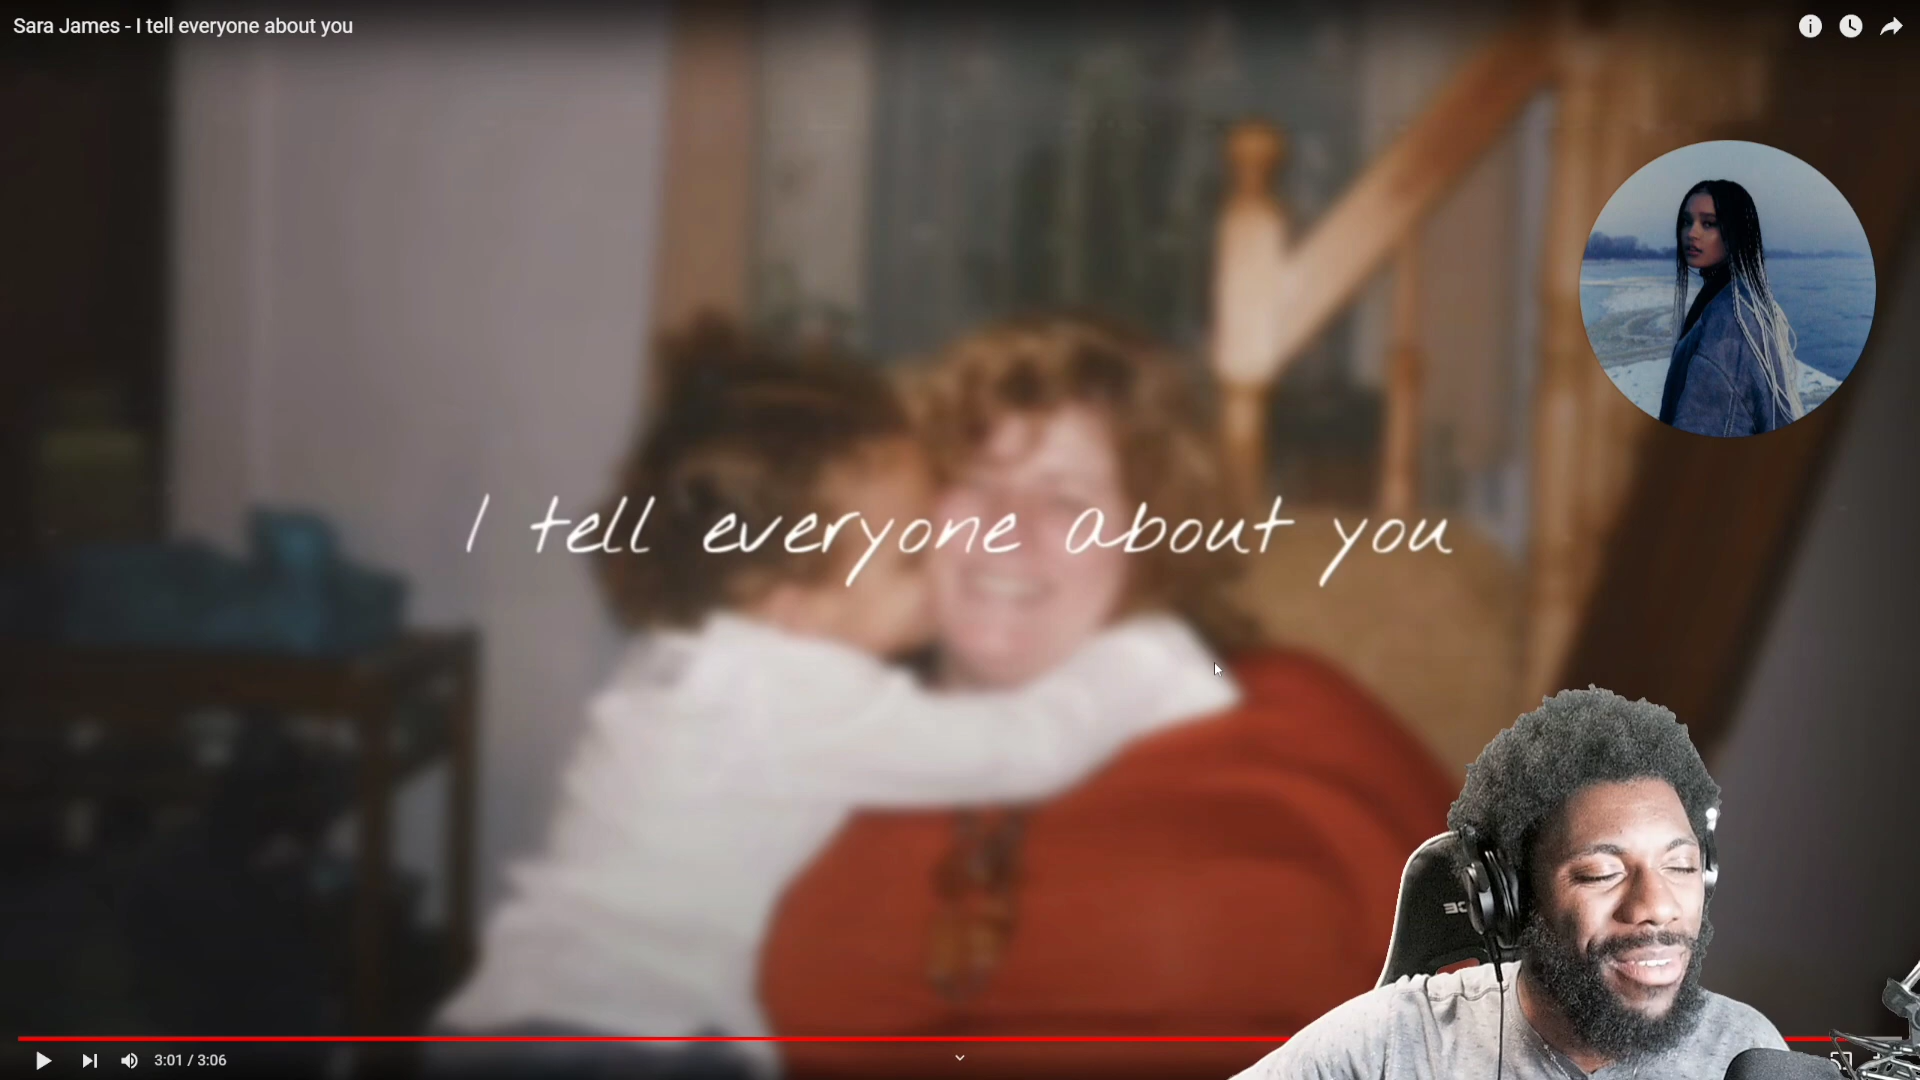 Sara James - I tell everyone about you
I tell everyone about you
3:01 / 3:06